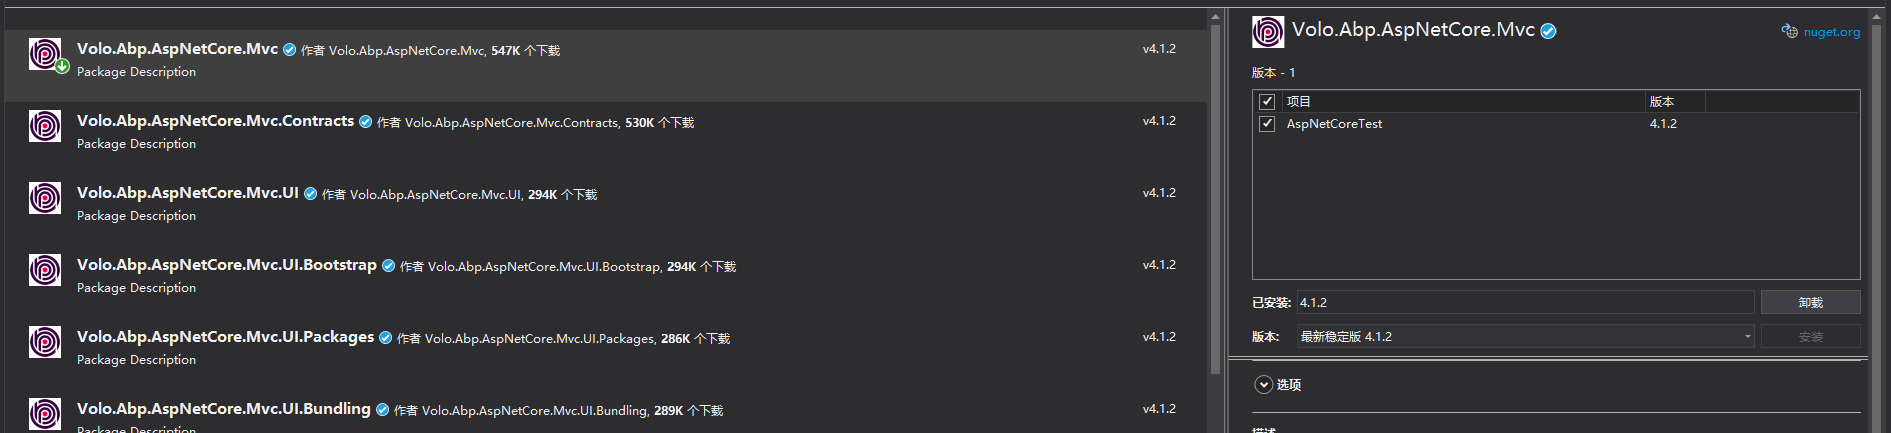 Volo.Abp.AspNetCore.Mvc 作者 Volo.Abp.AspNetCore.Mvc, 547K 个下载 v4.1.2
Package Description
Volo.Abp.AspNetCore.Mvc.Contracts 作者 Volo.Abp.AspNetCore.Mvc.Contracts, 530K 个下载 v4.1.2
Package Description
Volo.Abp.AspNetCore.Mvc.UI 作者 Volo.Abp.AspNetCore.Mvc.UI, 294K 个下载 v4.1.2
Package Description
Volo.Abp.AspNetCore.Mvc.UI.Bootstrap 作者 Volo.Abp.AspNetCore.Mvc.UI.Bootstrap, 294K 个下载 v4.1.2
Package Description
Volo.Abp.AspNetCore.Mvc.UI.Packages 作者 Volo.Abp.AspNetCore.Mvc.UI.Packages, 286K 个下载 v4.1.2
Package Description
Volo.Abp.AspNetCore.Mvc.UI.Bundling 作者 Volo.Abp.AspNetCore.Mvc.UI.Bundling, 289K 个下载 v4.1.2
Package Description
Volo.Abp.AspNetCore.Mvc nuget.org
版本 - 1
项目 版本
AspNetCoreTest 4.1.2
已安装: 4.1.2 卸载
版本: 最新稳定版 4.1.2 安装
选项
描述